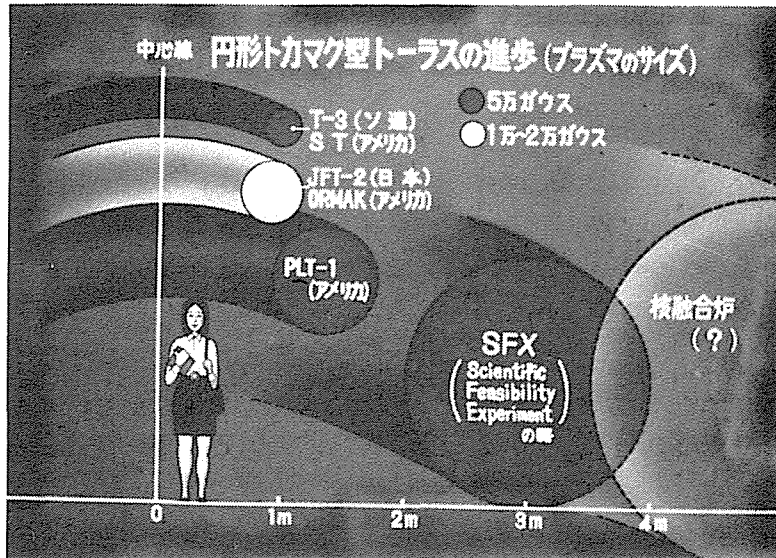 中心線
円形トカマク型トーラスの進歩 (プラズマのサイズ)
5万ガウス
1万~2万ガウス
T-3 (ソ連)
S T (アメリカ)
JFT-2 (日本)
ORMAK (アメリカ)
PLT-1
(アメリカ)
SFX
(Scientific
Feasibility
Experiment)
の略
核融合炉
(?)
0 1m 2m 3m 4m